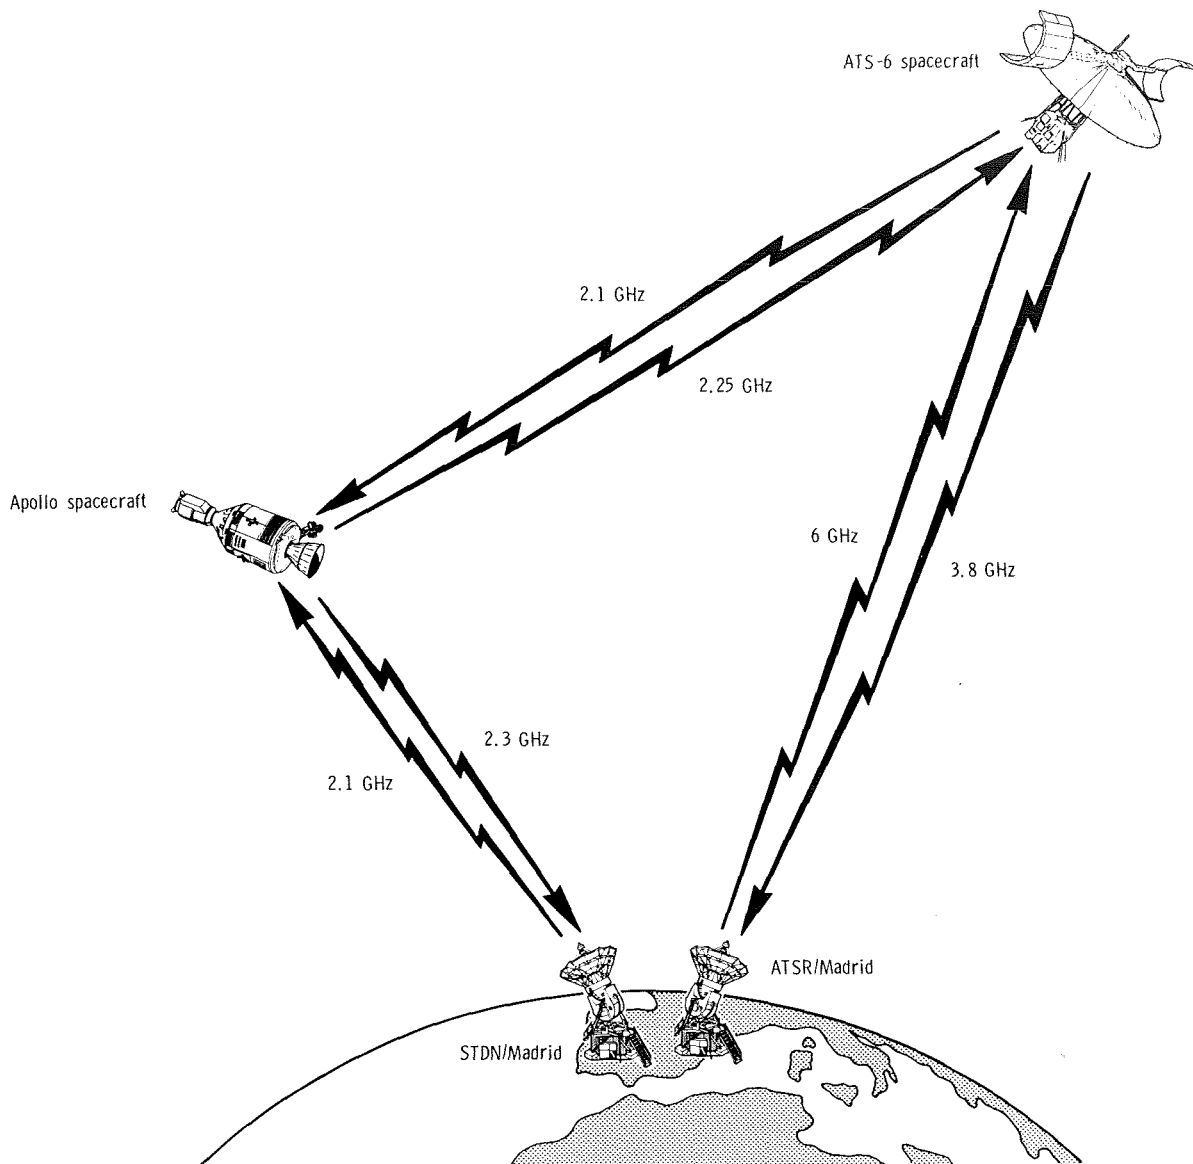 ATS-6 spacecraft
2.1 GHz
2.25 GHz
Apollo spacecraft
6 GHz
3.8 GHz
2.3 GHz
2.1 GHz
ATSR/Madrid
STDN/Madrid